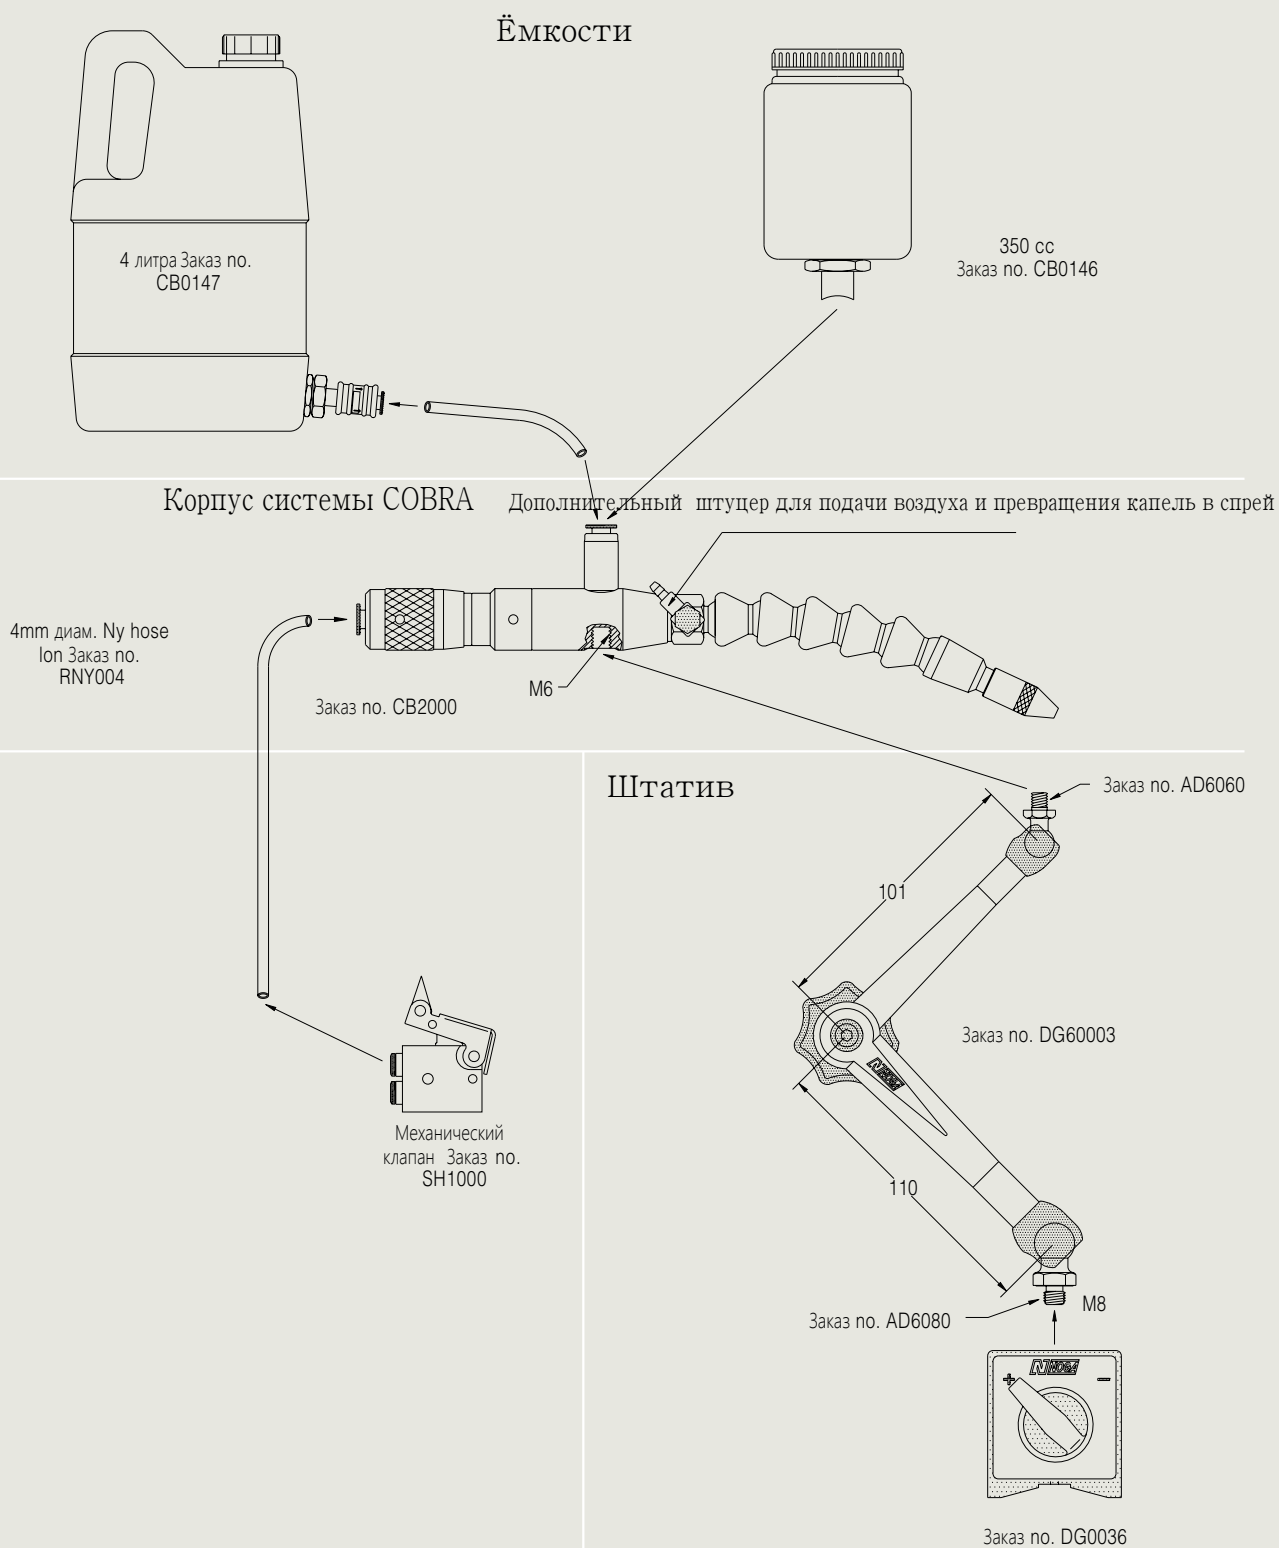 Ёмкости
4 литра Заказ no.
CB0147
350 cc
Заказ no. CB0146
Корпус системы COBRA
Дополнительный штуцер для подачи воздуха и превращения капель в спрей
4mm диам. Ny hose
lon Заказ no.
RNY004
Заказ no. CB2000
M6
Штатив
Заказ no. AD6060
101
Заказ no. DG60003
NOGA
Механический
клапан Заказ no.
SH1000
110
M8
Заказ no. AD6080
NOGA
+ −
Заказ no. DG0036